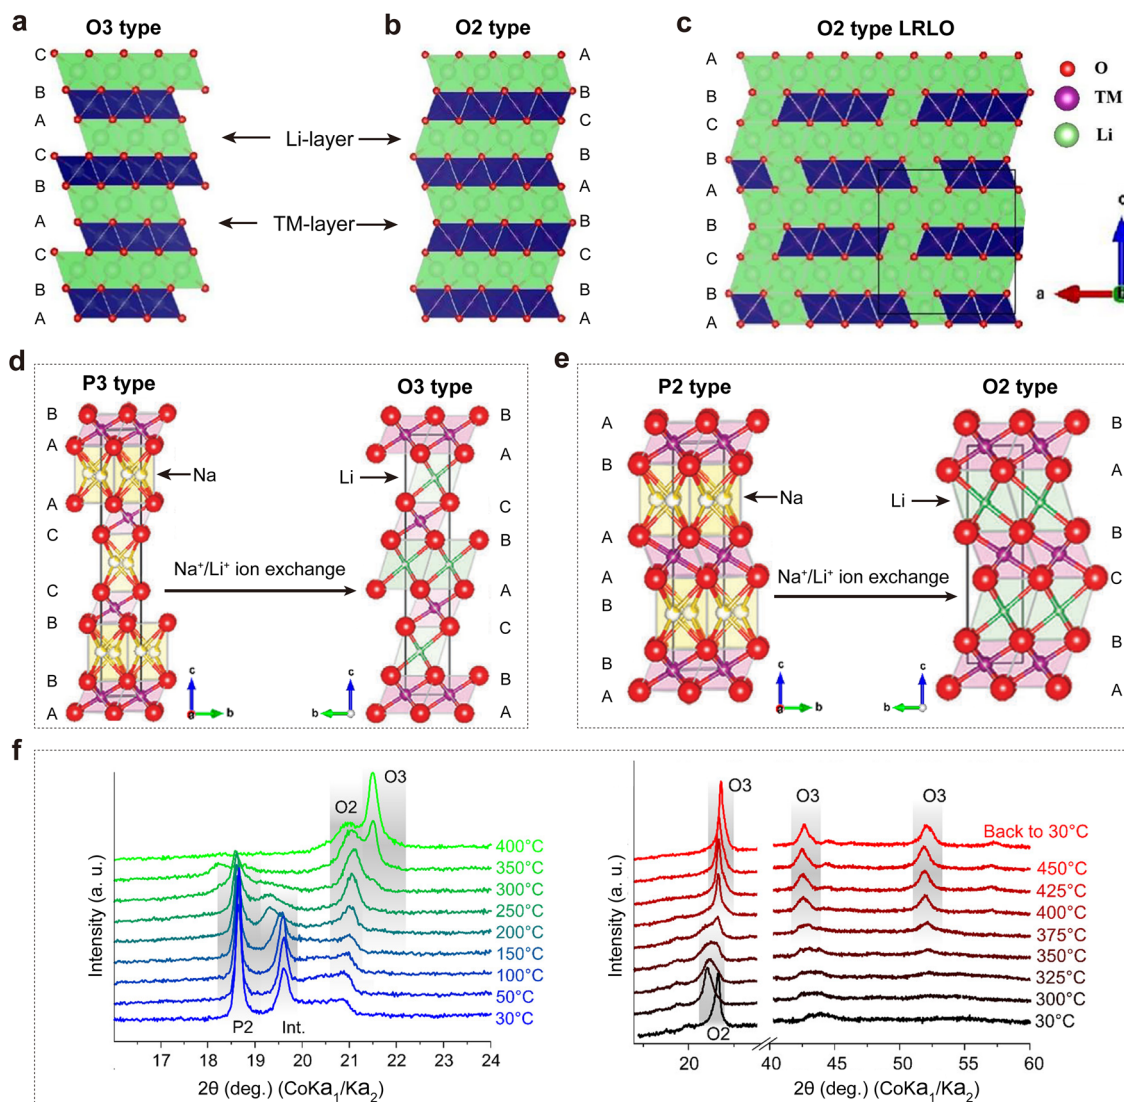 a
O3 type
C
B
A
C
B
A
C
B
A
Li-layer
TM-layer
b
O2 type
A
B
C
B
A
B
C
B
A
c
O2 type LRLO
A
B
C
B
A
B
C
B
A
O
TM
Li
c
a
b
d
P3 type
B
A
A
C
C
B
B
A
Na
Na⁺/Li⁺ ion exchange
c
a
b
O3 type
B
A
C
B
A
C
B
A
Li
c
b
e
P2 type
A
B
A
A
B
B
A
Na
Na⁺/Li⁺ ion exchange
c
a
b
O2 type
B
A
B
C
B
A
Li
c
b
f
Intensity (a. u.)
O3
O2
400°C
350°C
300°C
250°C
200°C
150°C
100°C
50°C
30°C
P2
Int.
17 18 19 20 21 22 23 24
2θ (deg.) (CoKa₁/Ka₂)
Intensity (a. u.)
O3
O3
O3
Back to 30°C
450°C
425°C
400°C
375°C
350°C
325°C
300°C
30°C
O2
20 40 45 50 55 60
2θ (deg.) (CoKa₁/Ka₂)